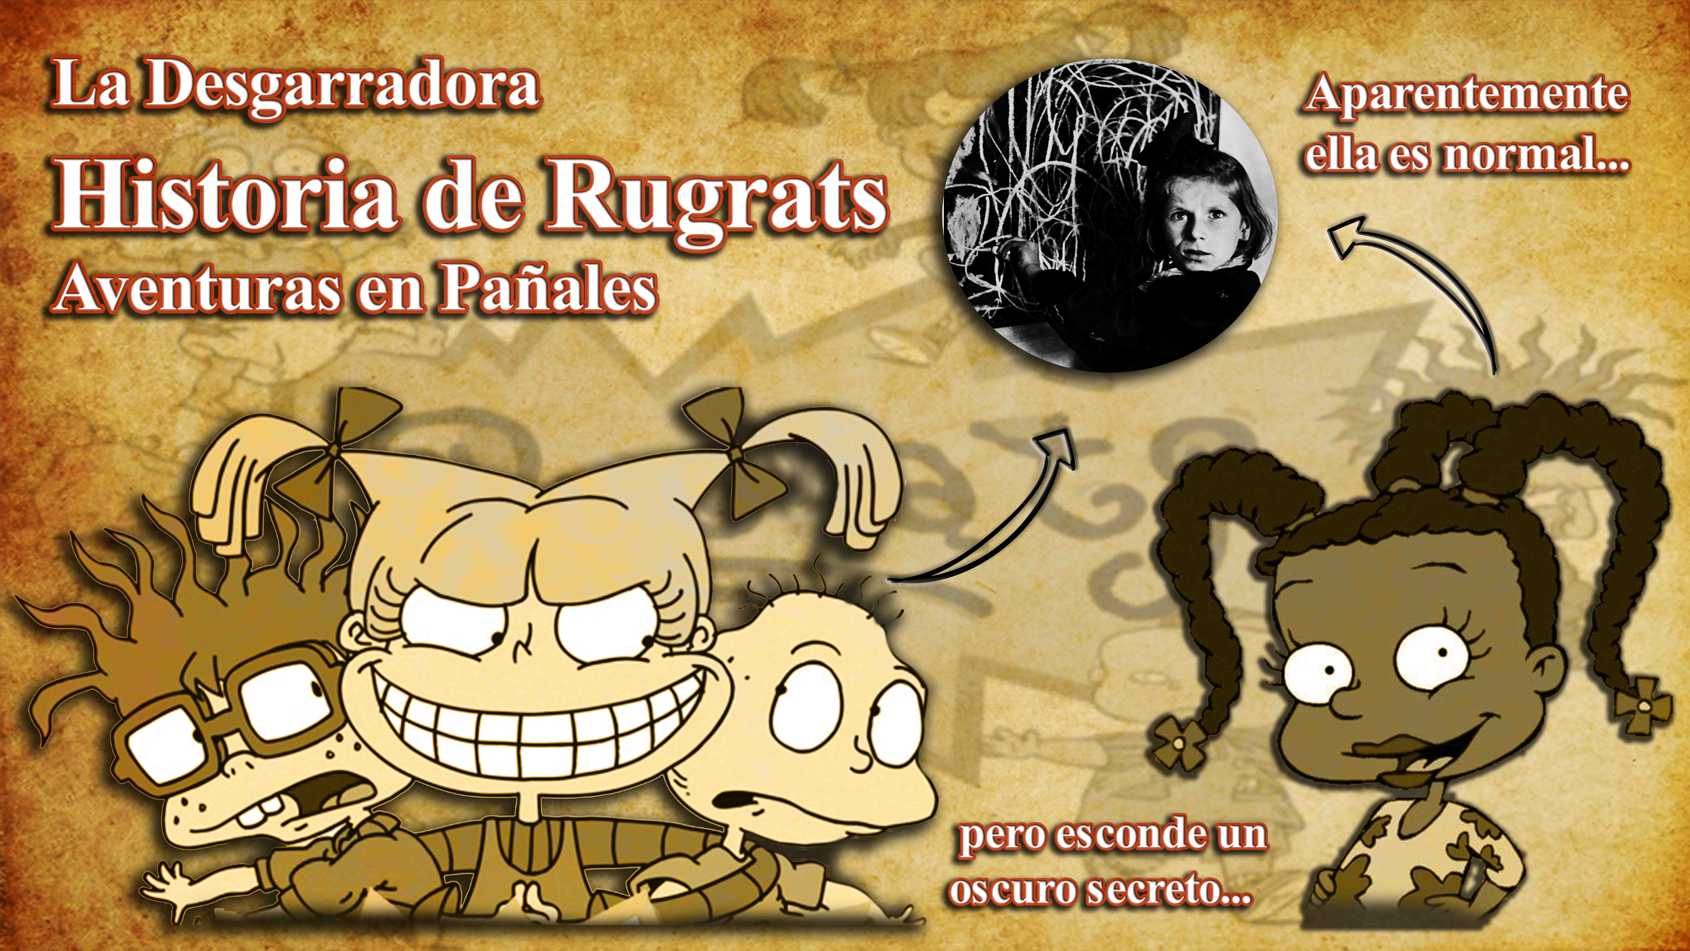 La Desgarradora
Historia de Rugrats
Aventuras en Pañales
Aparentemente
ella es normal...
pero esconde un
oscuro secreto...